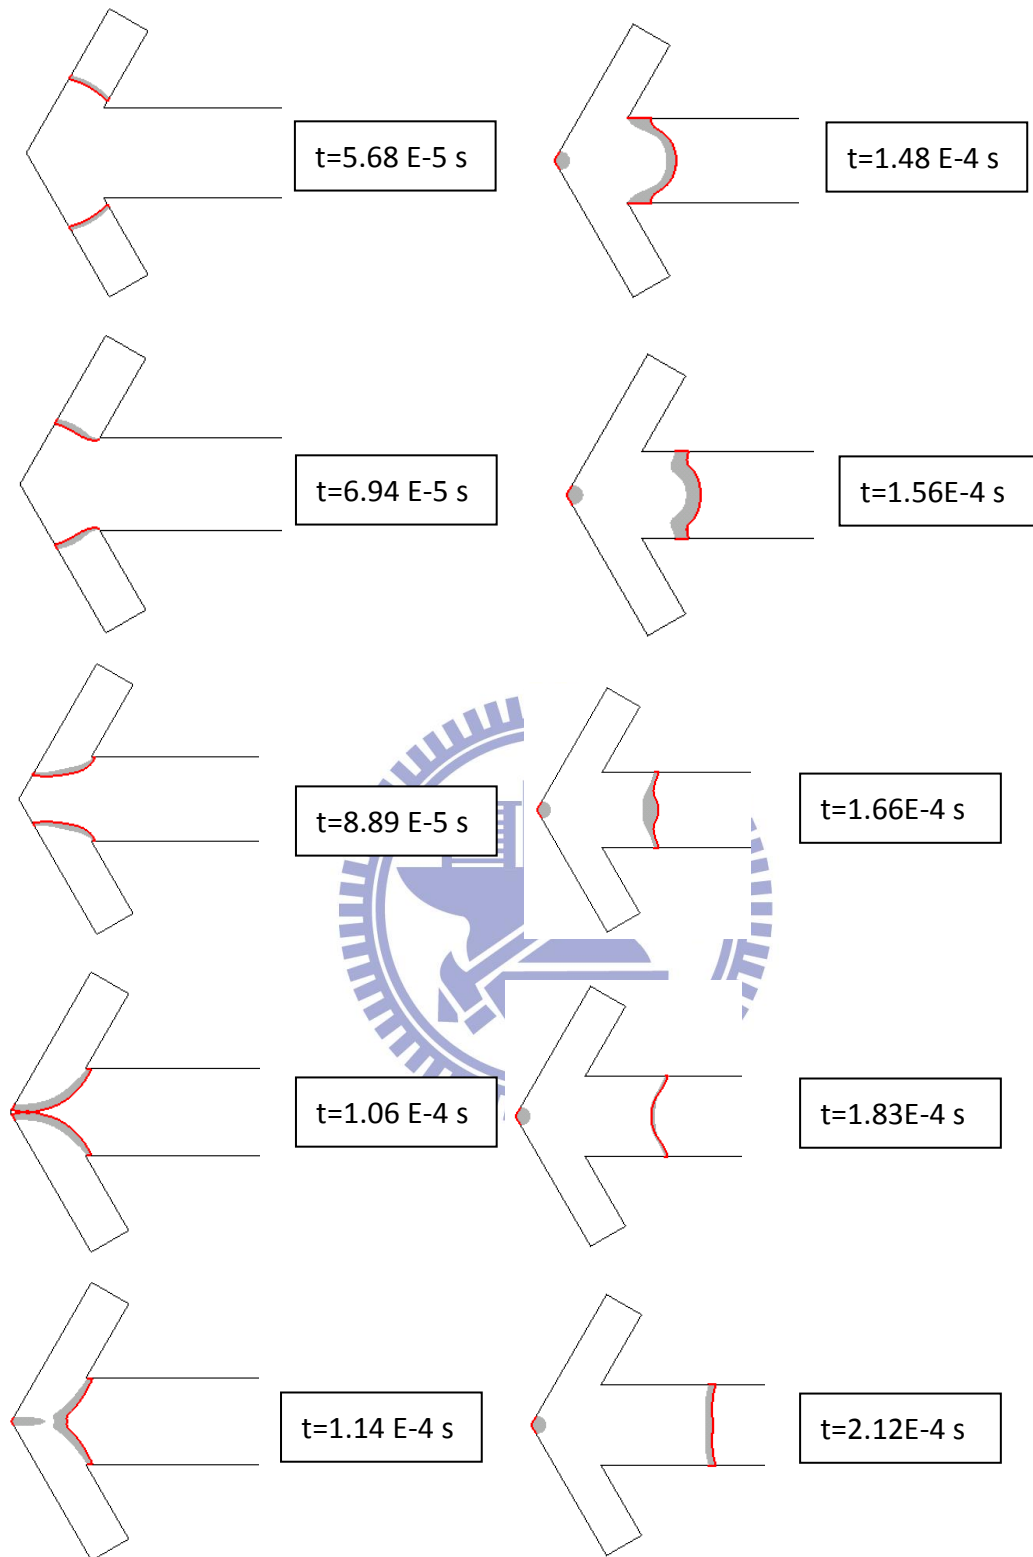 t=5.68 E-5 s
t=6.94 E-5 s
t=8.89 E-5 s
t=1.06 E-4 s
t=1.14 E-4 s
t=1.48 E-4 s
t=1.56E-4 s
t=1.66E-4 s
t=1.83E-4 s
t=2.12E-4 s